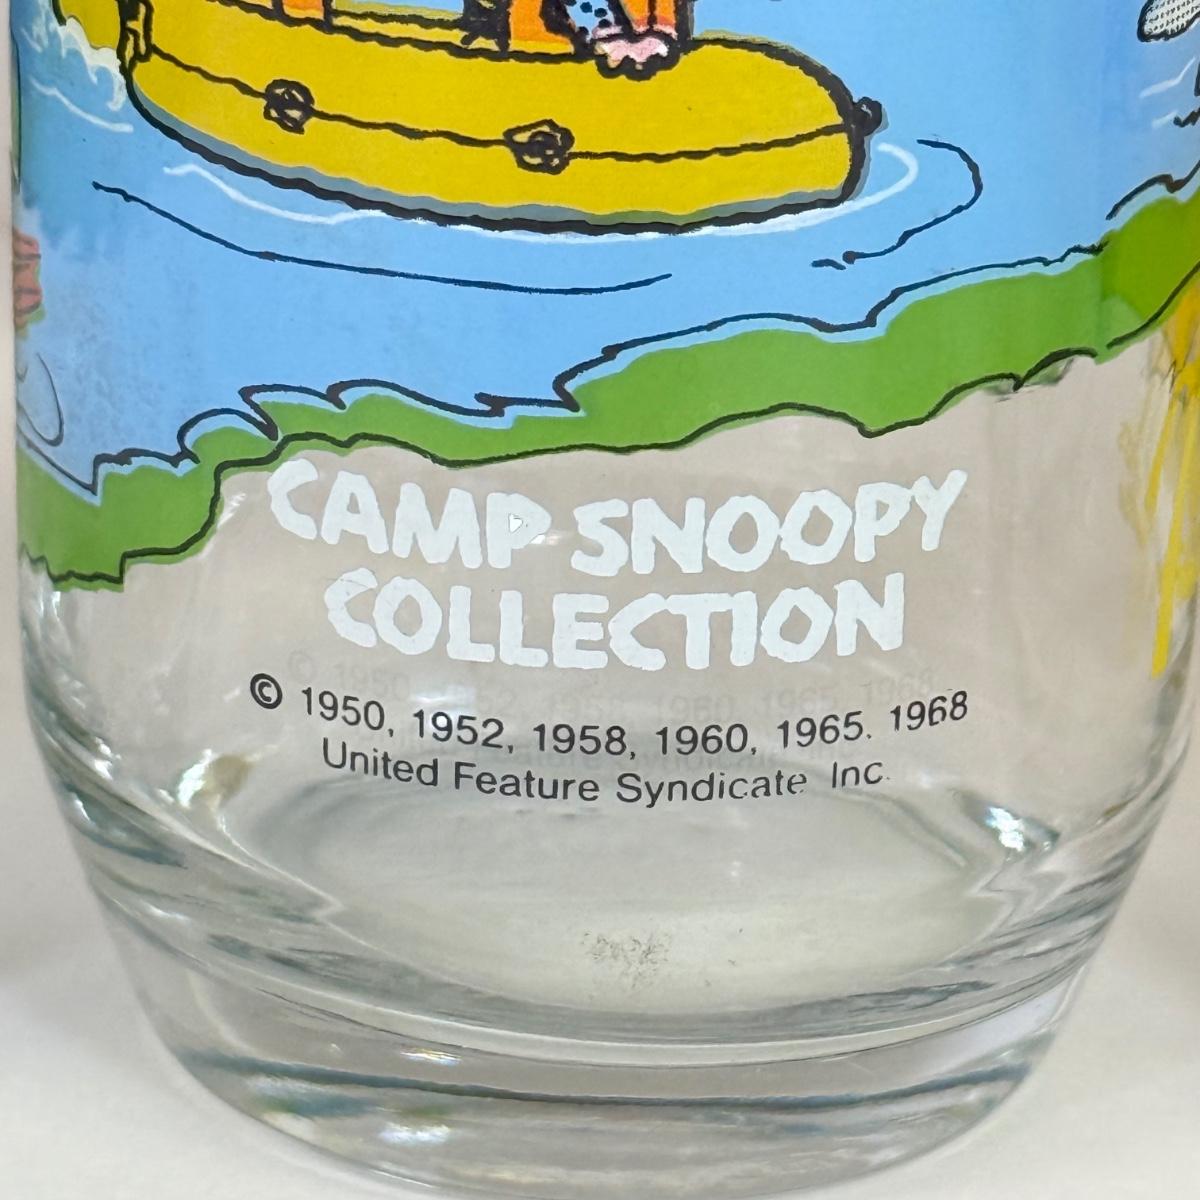 CAMP SNOOPY
COLLECTION
© 1950, 1952, 1958, 1960, 1965. 1968
United Feature Syndicate Inc.